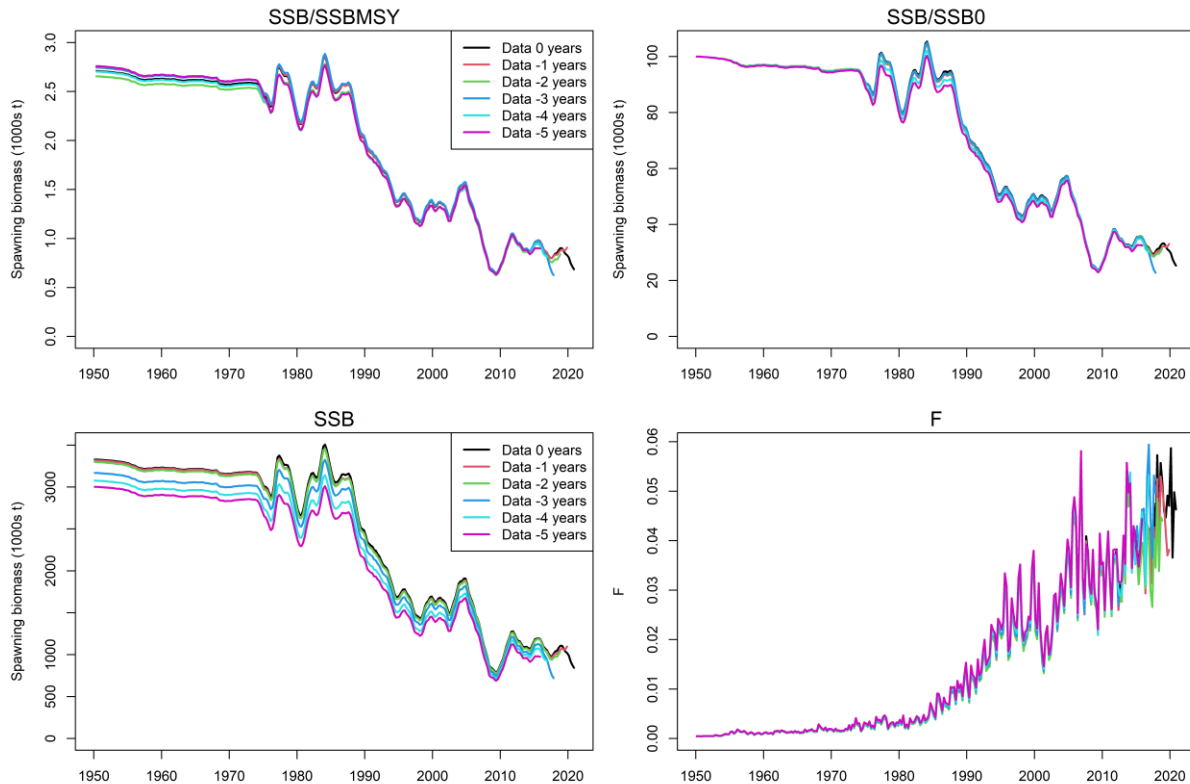 SSB/SSBMSY
Spawning biomass (1000s t)
3.0
2.5
2.0
1.5
1.0
0.5
0.0
Data 0 years
Data -1 years
Data -2 years
Data -3 years
Data -4 years
Data -5 years
1950 1960 1970 1980 1990 2000 2010 2020
SSB/SSB0
Spawning biomass (1000s t)
100
80
60
40
20
0
1950 1960 1970 1980 1990 2000 2010 2020
SSB
Spawning biomass (1000s t)
3000
2000
1000
500
0
Data 0 years
Data -1 years
Data -2 years
Data -3 years
Data -4 years
Data -5 years
1950 1960 1970 1980 1990 2000 2010 2020
F
F
0.06
0.05
0.04
0.03
0.02
0.01
0.00
1950 1960 1970 1980 1990 2000 2010 2020